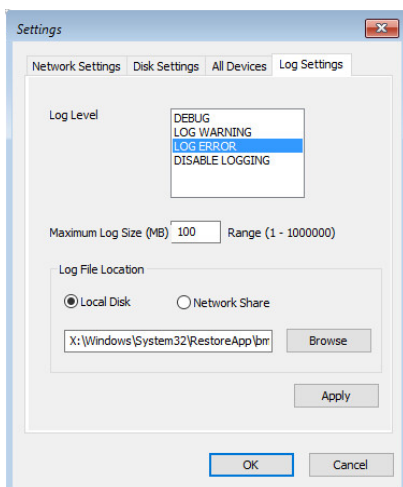 Settings
Network Settings Disk Settings All Devices Log Settings
Log Level
DEBUG
LOG WARNING
LOG ERROR
DISABLE LOGGING
Maximum Log Size (MB) 100 Range (1 - 1000000)
Log File Location
Local Disk Network Share
X:\Windows\System32\RestoreApp\bm Browse
Apply
OK Cancel